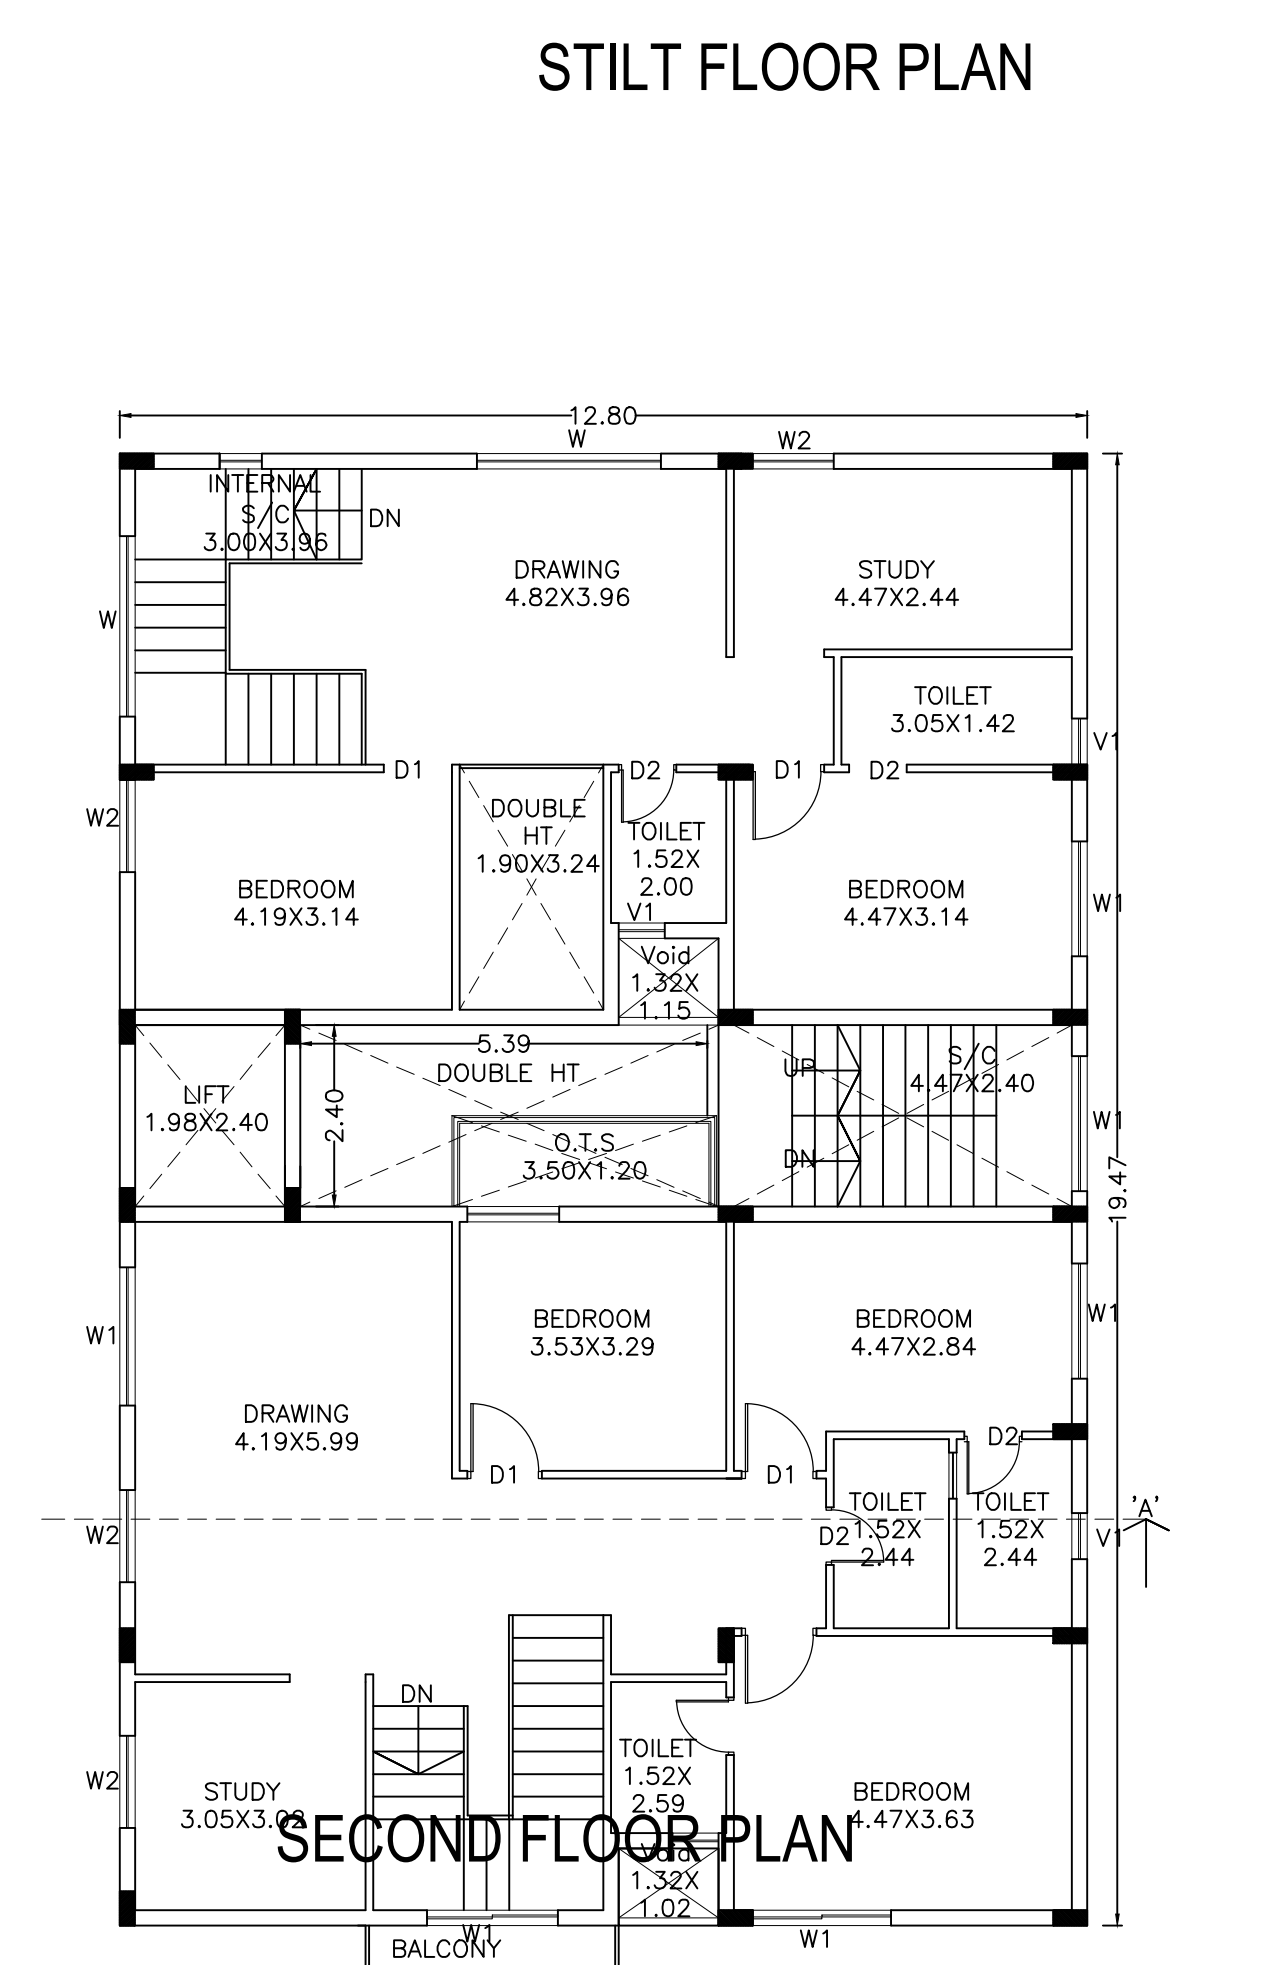 STILT FLOOR PLAN
12.80
W
W2
INTERNAL
S/C
3.00X3.96
DN
DRAWING
4.82X3.96
STUDY
4.47X2.44
W
TOILET
3.05X1.42
V1
D1
D2
D1
D2
W2
DOUBLE
HT
1.90X3.24
TOILET
1.52X
2.00
V1
BEDROOM
4.19X3.14
BEDROOM
4.47X3.14
W1
Void
1.32X
1.15
5.39
DOUBLE HT
2.40
LIFT
1.98X2.40
UP
S/C
4.47X2.40
DN
W1
O.T.S
3.50X1.20
19.47
W1
BEDROOM
3.53X3.29
BEDROOM
4.47X2.84
W1
DRAWING
4.19X5.99
D1
D1
D2
TOILET
1.52X
2.44
TOILET
1.52X
2.44
'A'
W2
D2
V1
DN
TOILET
1.52X
2.59
W2
STUDY
3.05X3.02
BEDROOM
4.47X3.63
SECOND FLOOR PLAN
Void
1.32X
1.02
W1
W1
BALCONY